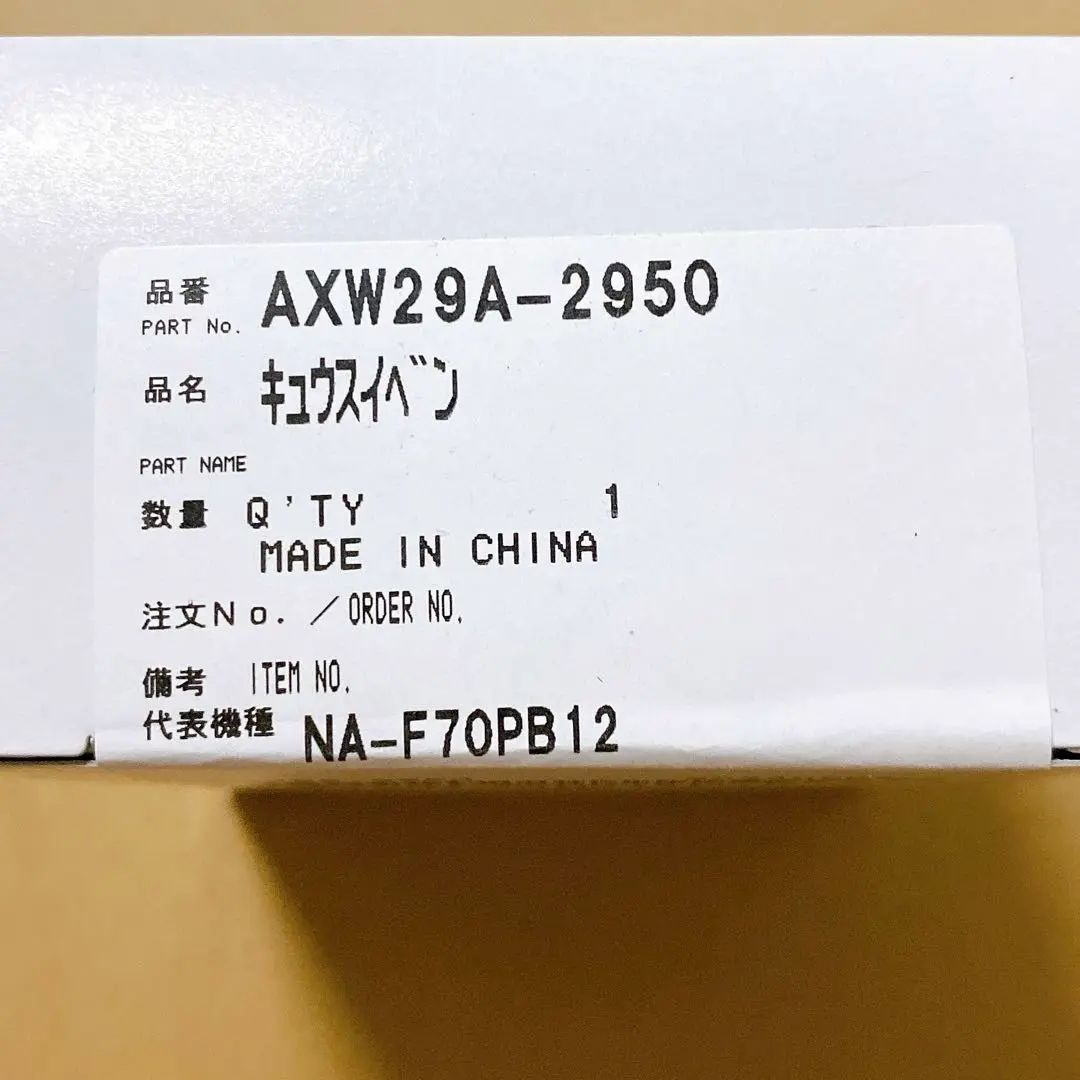 品番 AXW29A-2950
PART No.
品名 キュウスイベン
PART NAME
数量 Q'TY 1
MADE IN CHINA
注文No. ／ORDER NO.
備考 ITEM NO.
代表機種 NA-F70PB12